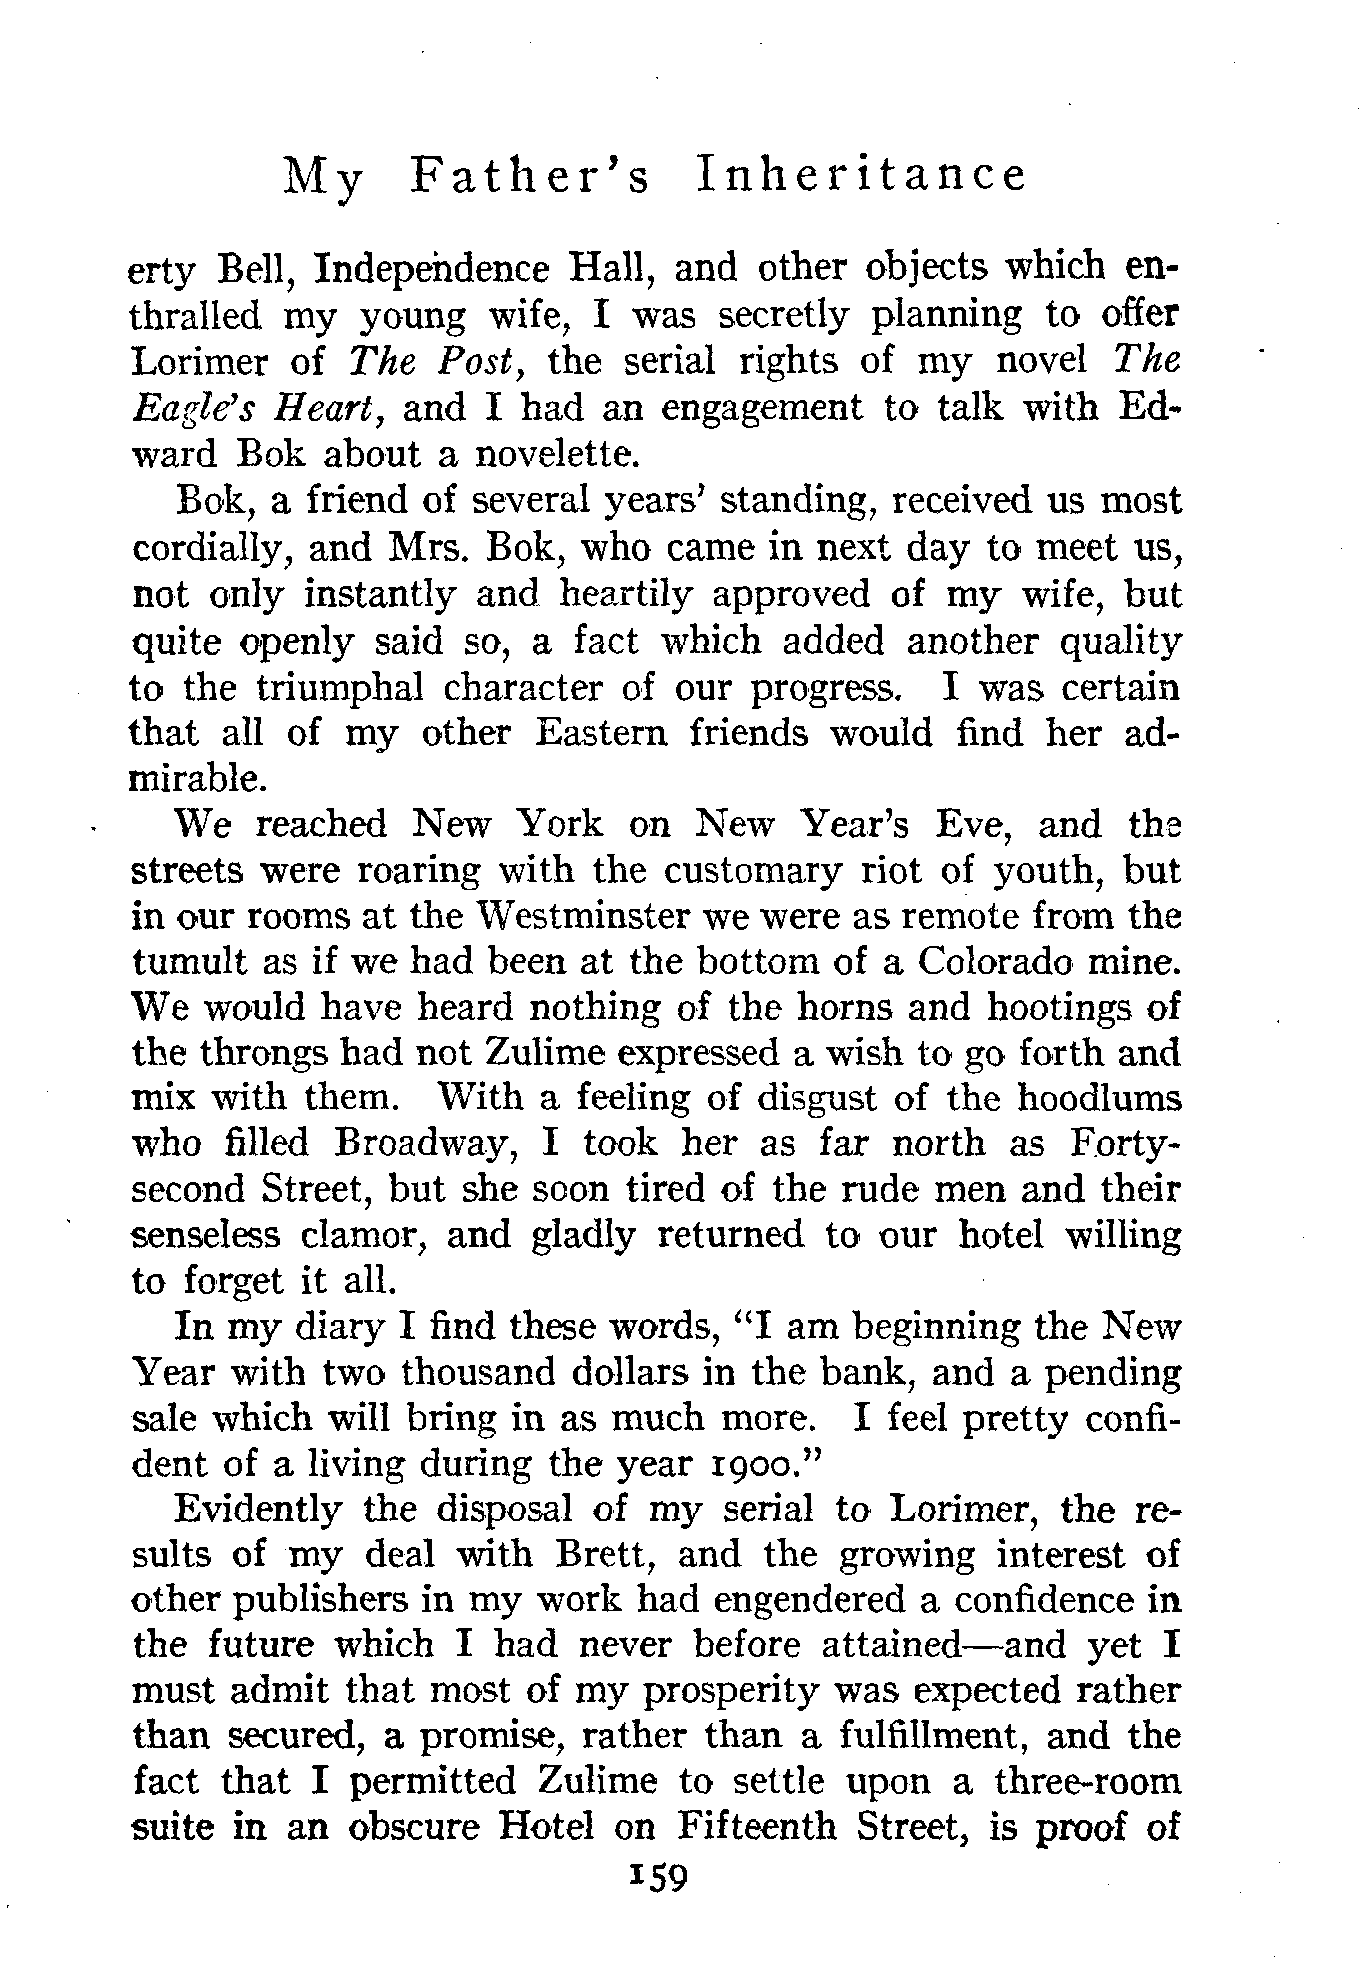 My Father's Inheritance
erty Bell, Independence Hall, and other objects which en-
thralled my young wife, I was secretly planning to offer
Lorimer of The Post, the serial rights of my novel The
Eagle's Heart, and I had an engagement to talk with Ed-
ward Bok about a novelette.
Bok, a friend of several years' standing, received us most
cordially, and Mrs. Bok, who came in next day to meet us,
not only instantly and heartily approved of my wife, but
quite openly said so, a fact which added another quality
to the triumphal character of our progress. I was certain
that all of my other Eastern friends would find her ad-
mirable.
We reached New York on New Year's Eve, and the
streets were roaring with the customary riot of youth, but
in our rooms at the Westminster we were as remote from the
tumult as if we had been at the bottom of a Colorado mine.
We would have heard nothing of the horns and hootings of
the throngs had not Zulime expressed a wish to go forth and
mix with them. With a feeling of disgust of the hoodlums
who filled Broadway, I took her as far north as Forty-
second Street, but she soon tired of the rude men and their
senseless clamor, and gladly returned to our hotel willing
to forget it all.
In my diary I find these words, "I am beginning the New
Year with two thousand dollars in the bank, and a pending
sale which will bring in as much more. I feel pretty confi-
dent of a living during the year 1900."
Evidently the disposal of my serial to Lorimer, the re-
sults of my deal with Brett, and the growing interest of
other publishers in my work had engendered a confidence in
the future which I had never before attained—and yet I
must admit that most of my prosperity was expected rather
than secured, a promise, rather than a fulfillment, and the
fact that I permitted Zulime to settle upon a three-room
suite in an obscure Hotel on Fifteenth Street, is proof of
159